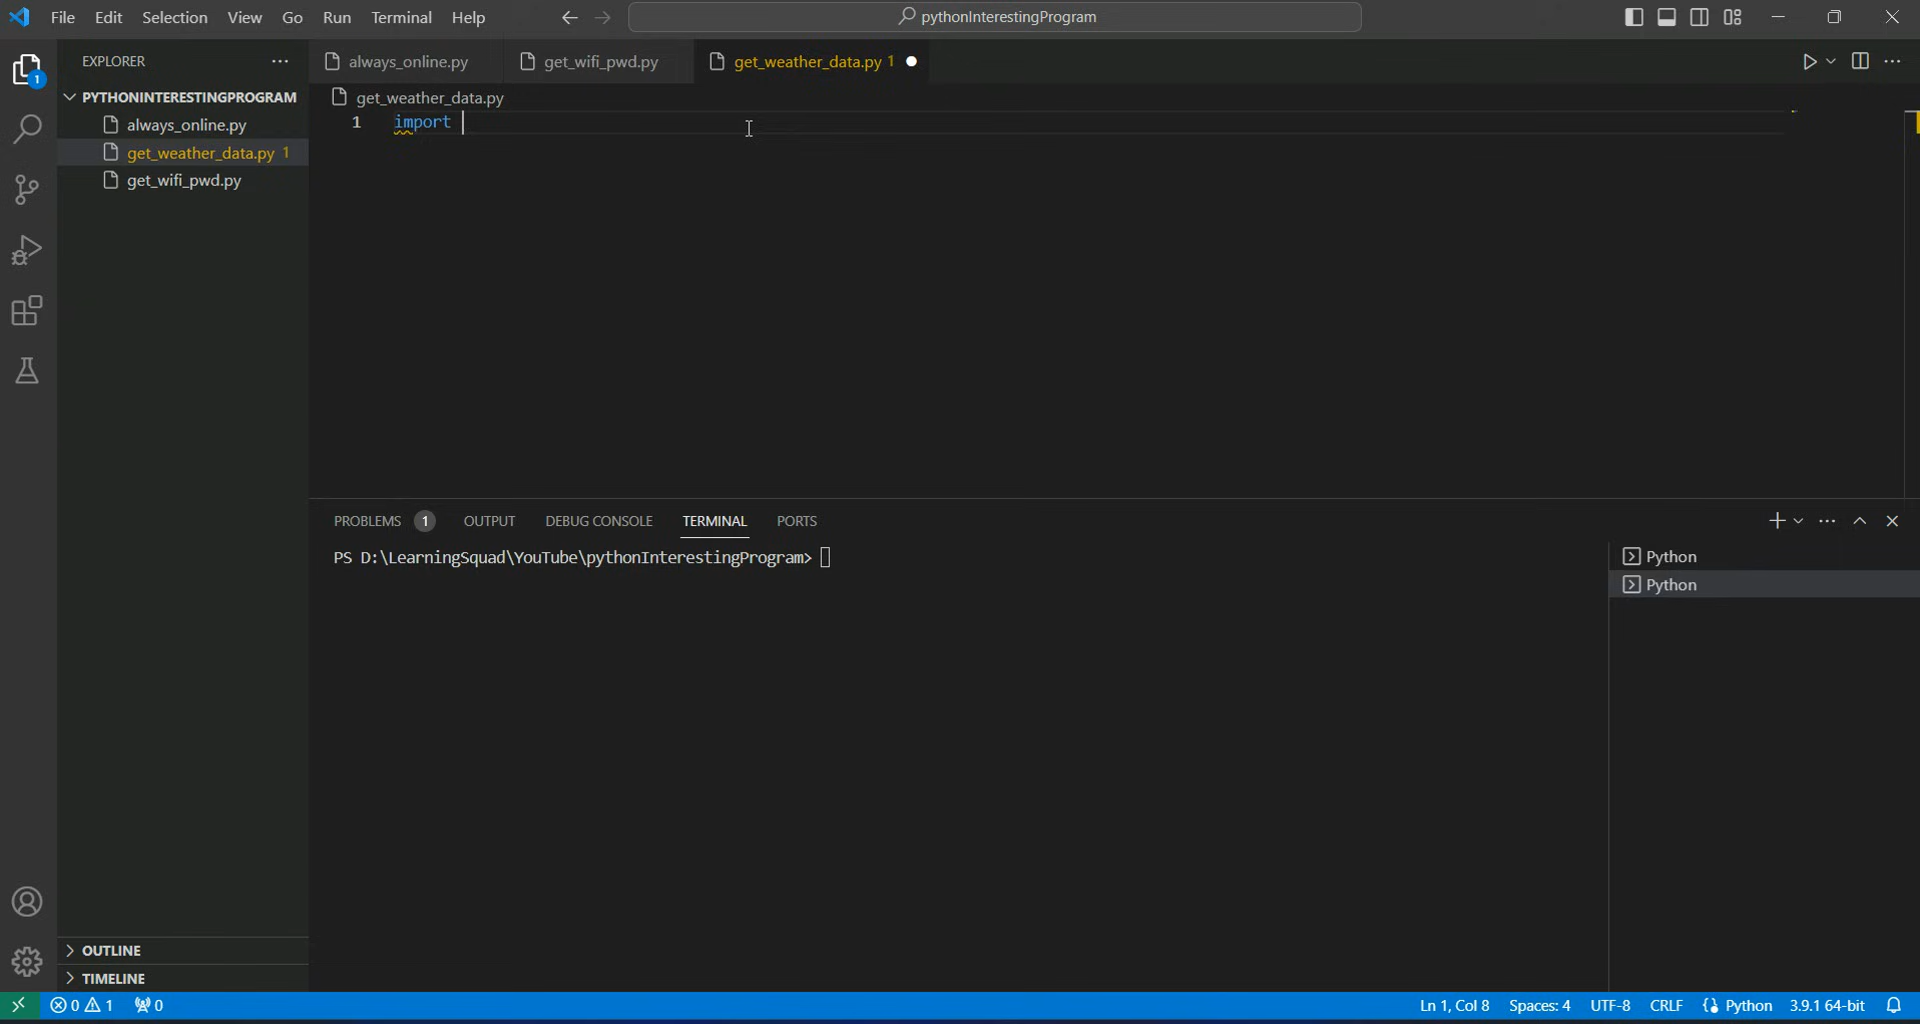 File Edit Selection View Go Run Terminal Help
pythonInterestingProgram
EXPLORER
always_online.py
get_wifi_pwd.py
get_weather_data.py 1
PYTHONINTERESTINGPROGRAM
get_weather_data.py
always_online.py
1 import
get_weather_data.py 1
get_wifi_pwd.py
PROBLEMS 1 OUTPUT DEBUG CONSOLE TERMINAL PORTS
PS D:\LearningSquad\YouTube\pythonInterestingProgram>
Python
Python
OUTLINE
TIMELINE
0 1 0
Ln 1, Col 8 Spaces: 4 UTF-8 CRLF Python 3.9.1 64-bit
1